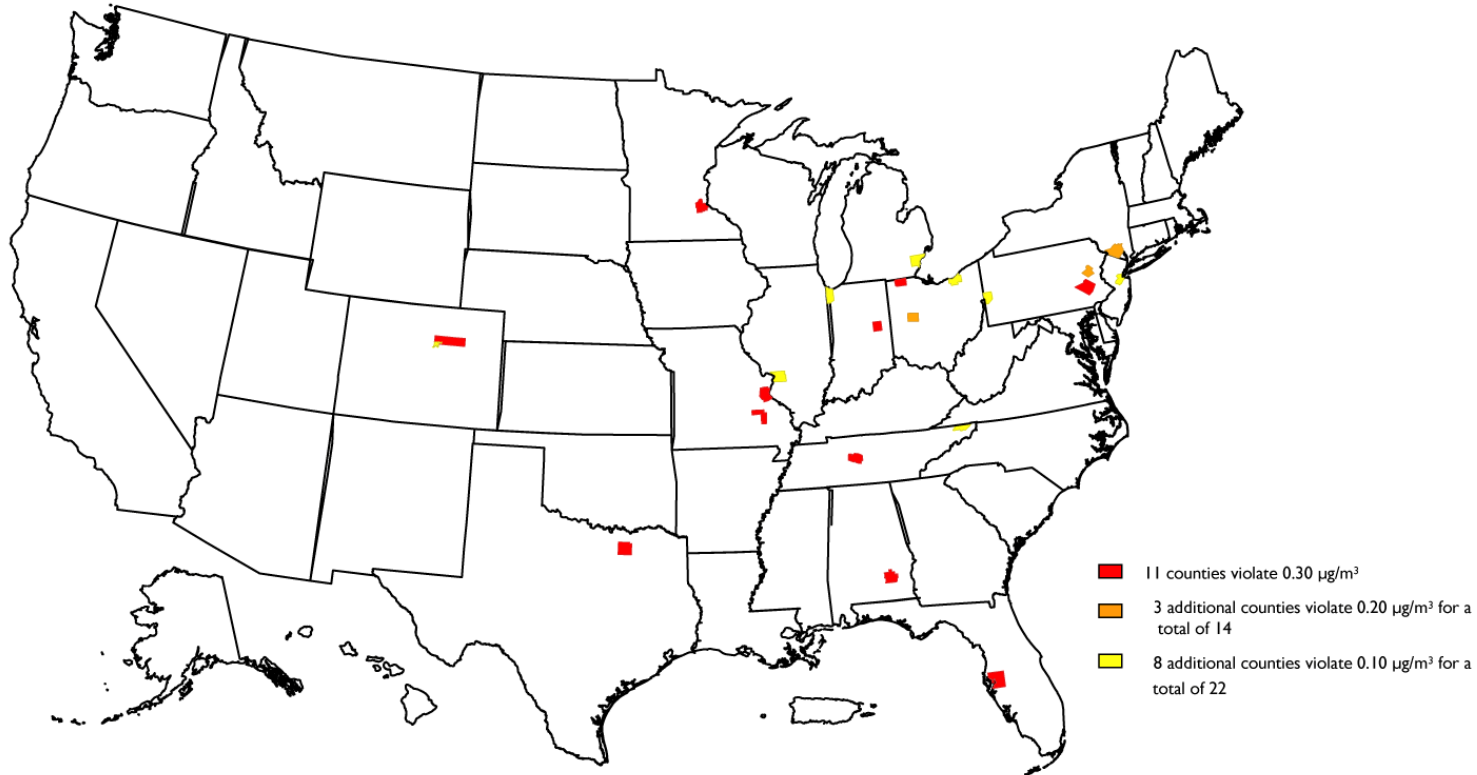 11 counties violate 0.30 µg/m³
3 additional counties violate 0.20 µg/m³ for a
total of 14
8 additional counties violate 0.10 µg/m³ for a
total of 22